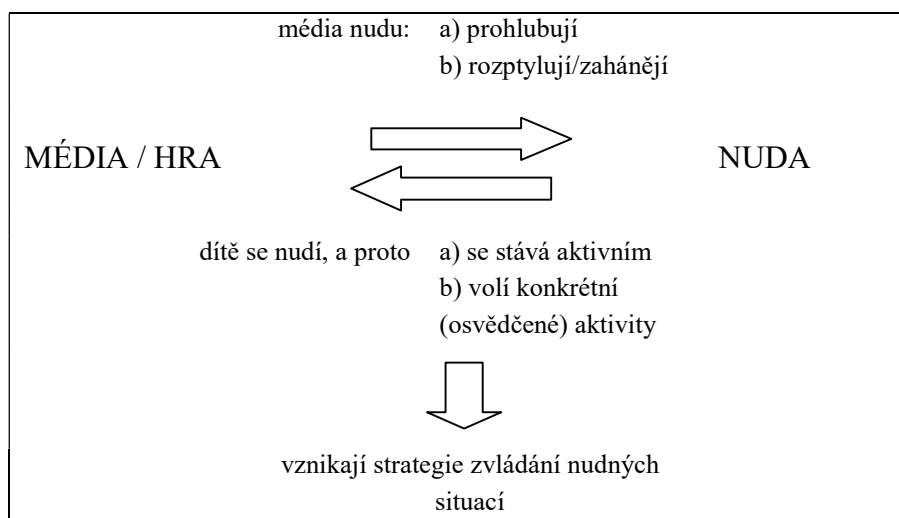 média nudu: a) prohlubují
b) rozptylují/zahánějí
MÉDIA / HRA NUDA
dítě se nudí, a proto a) se stává aktivním
b) volí konkrétní
(osvědčené) aktivity
vznikají strategie zvládání nudných
situací